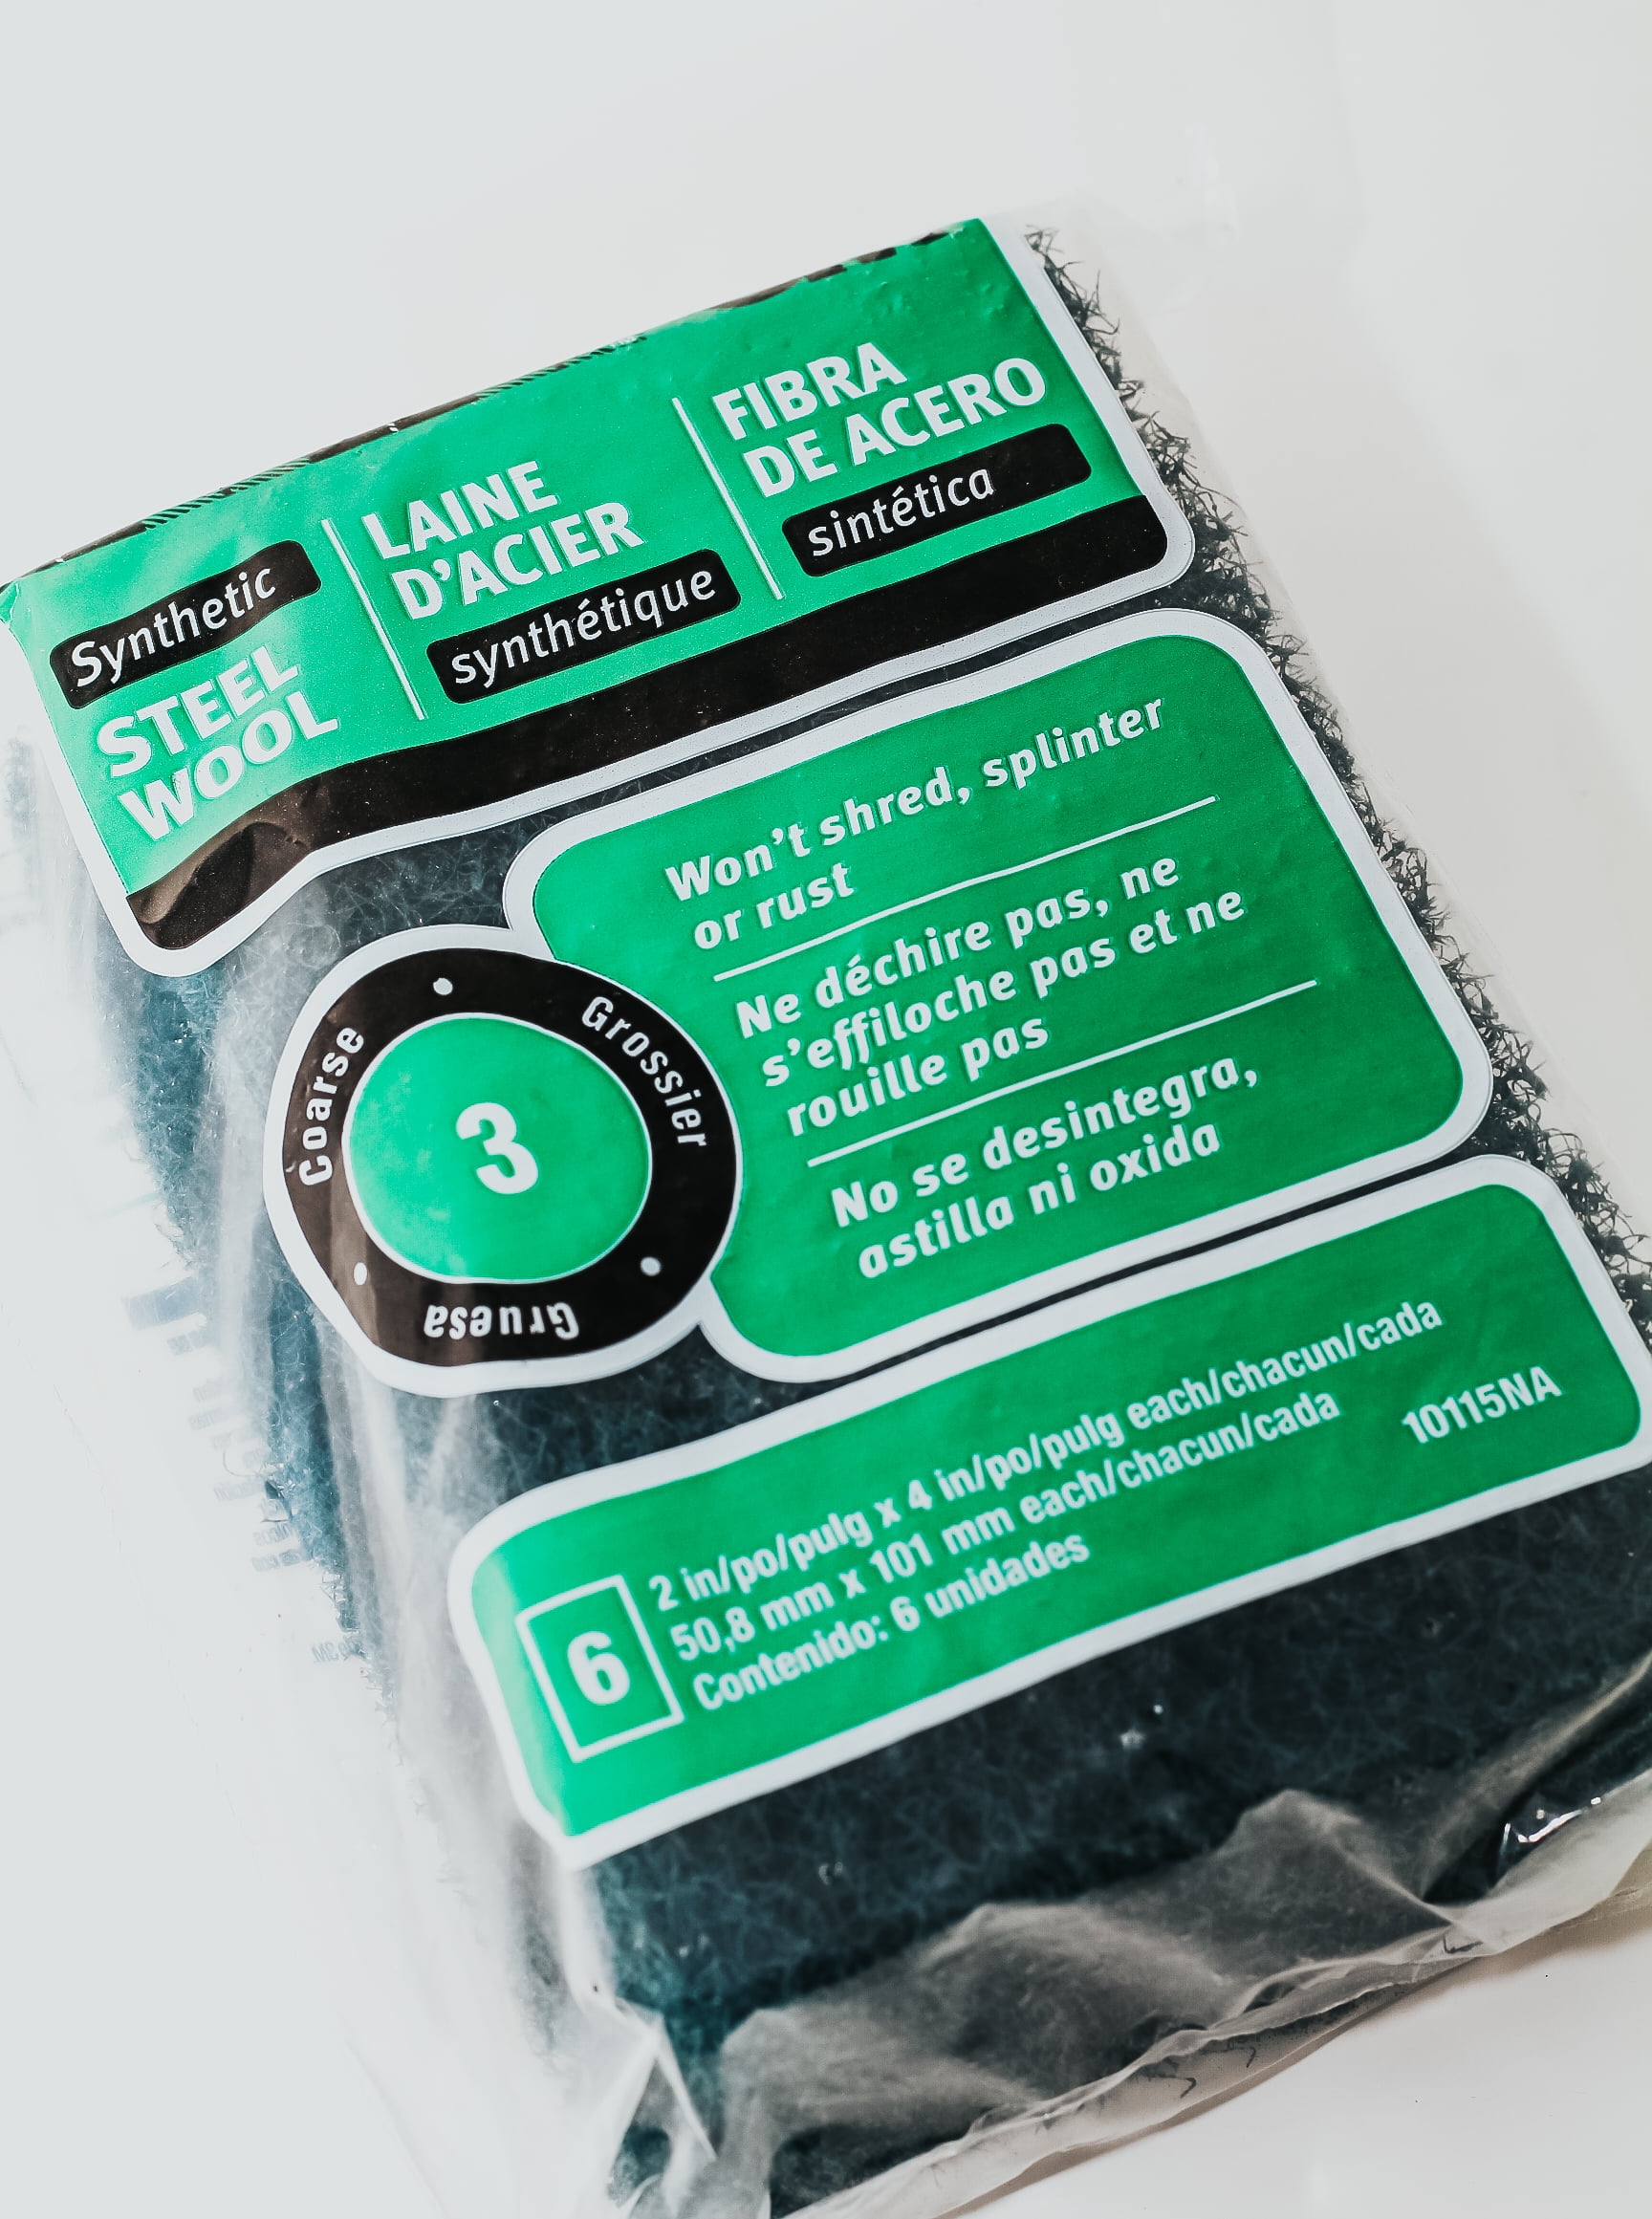 Synthetic
STEEL
WOOL
LAINE
D'ACIER
synthétique
FIBRA
DE ACERO
sintética
Won't shred, splinter
or rust
Ne déchire pas, ne
s'effiloche pas et ne
rouille pas
No se desintegra,
astilla ni oxida
Coarse
Grossier
Gruesa
3
6
2 in/po/pulg x 4 in/po/pulg each/chacun/cada
50,8 mm x 101 mm each/chacun/cada
Contenido: 6 unidades
10115NA
3M